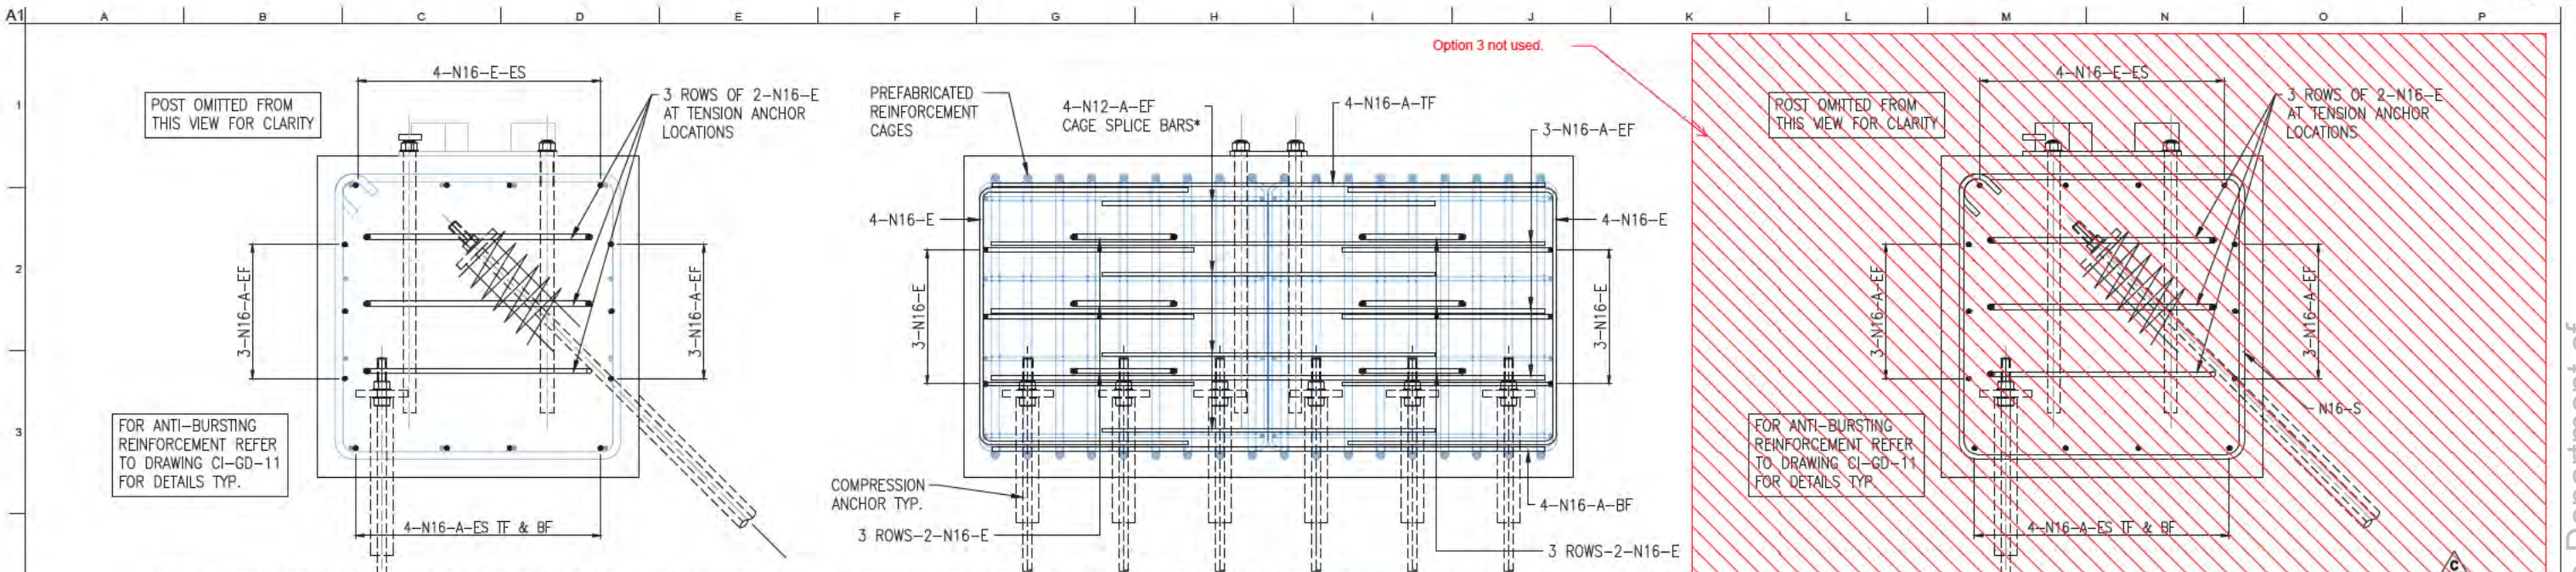 A1
A B C D E F G H I J K L M N O P
1
2
3
4-N16-E-ES
POST OMITTED FROM
THIS VIEW FOR CLARITY
3 ROWS OF 2-N16-E
AT TENSION ANCHOR
LOCATIONS
3-N16-A-EF
3-N16-A-EF
FOR ANTI-BURSTING
REINFORCEMENT REFER
TO DRAWING CI-GD-11
FOR DETAILS TYP.
4-N16-A-ES TF & BF
PREFABRICATED
REINFORCEMENT
CAGES
4-N12-A-EF
CAGE SPLICE BARS*
4-N16-A-TF
3-N16-A-EF
4-N16-E
4-N16-E
3-N16-E
3-N16-E
COMPRESSION
ANCHOR TYP.
4-N16-A-BF
3 ROWS-2-N16-E
3 ROWS-2-N16-E
Option 3 not used.
4-N16-E-ES
POST OMITTED FROM
THIS VIEW FOR CLARITY
3 ROWS OF 2-N16-E
AT TENSION ANCHOR
LOCATIONS
3-N16-A-EF
3-N16-A-EF
N16-S
FOR ANTI-BURSTING
REINFORCEMENT REFER
TO DRAWING CI-GD-11
FOR DETAILS TYP.
4-N16-A-ES TF & BF
C
Department of